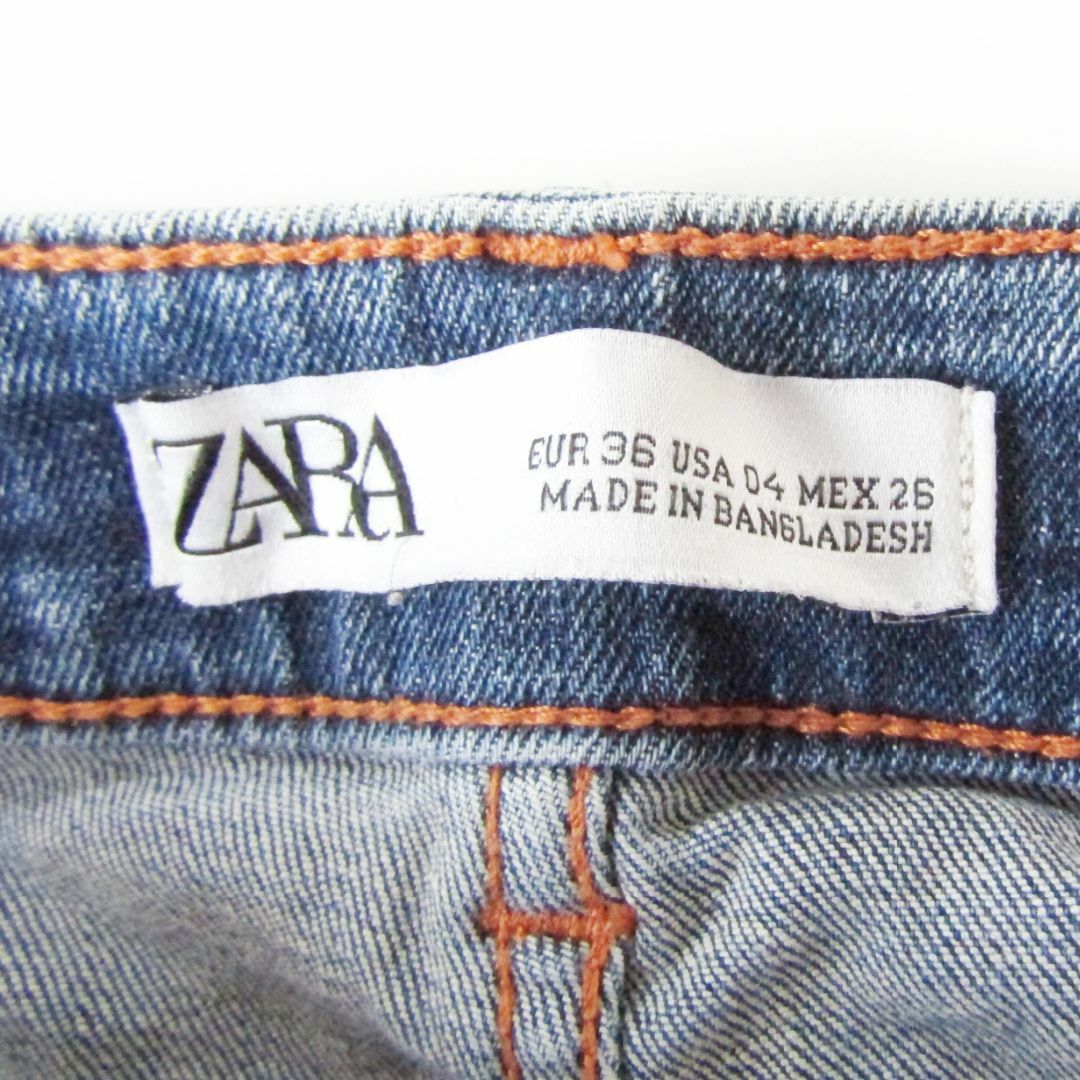 ZARA
EUR 36 USA 04 MEX 26
MADE IN BANGLADESH